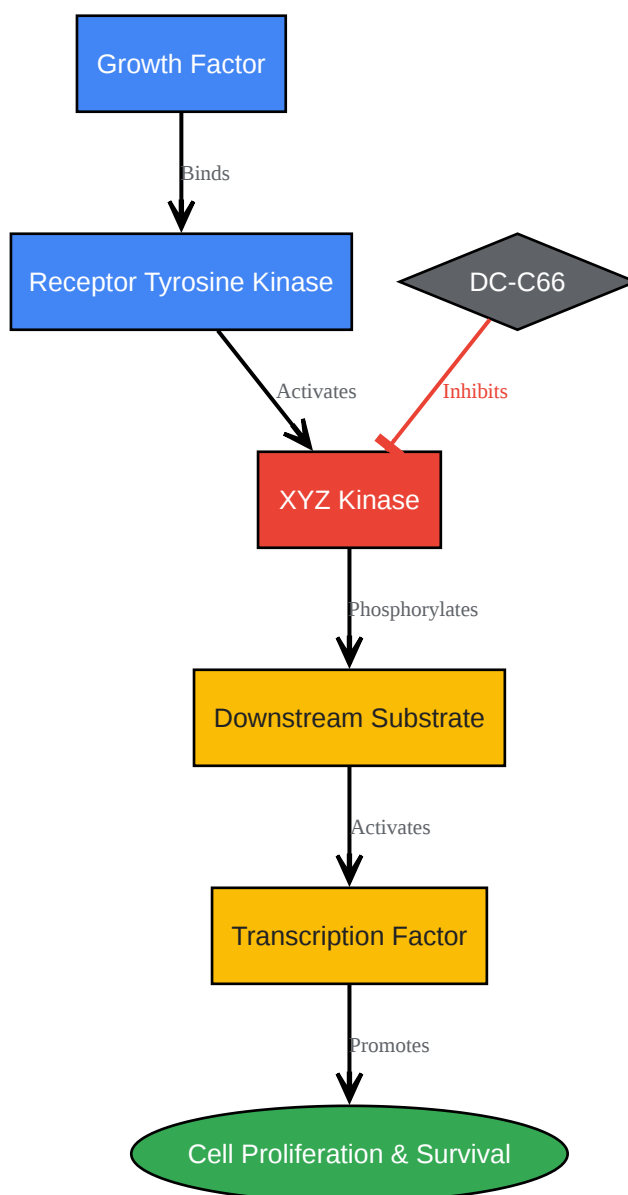 Growth Factor
Binds
Receptor Tyrosine Kinase
DC-C66
Activates
Inhibits
XYZ Kinase
Phosphorylates
Downstream Substrate
Activates
Transcription Factor
Promotes
Cell Proliferation & Survival